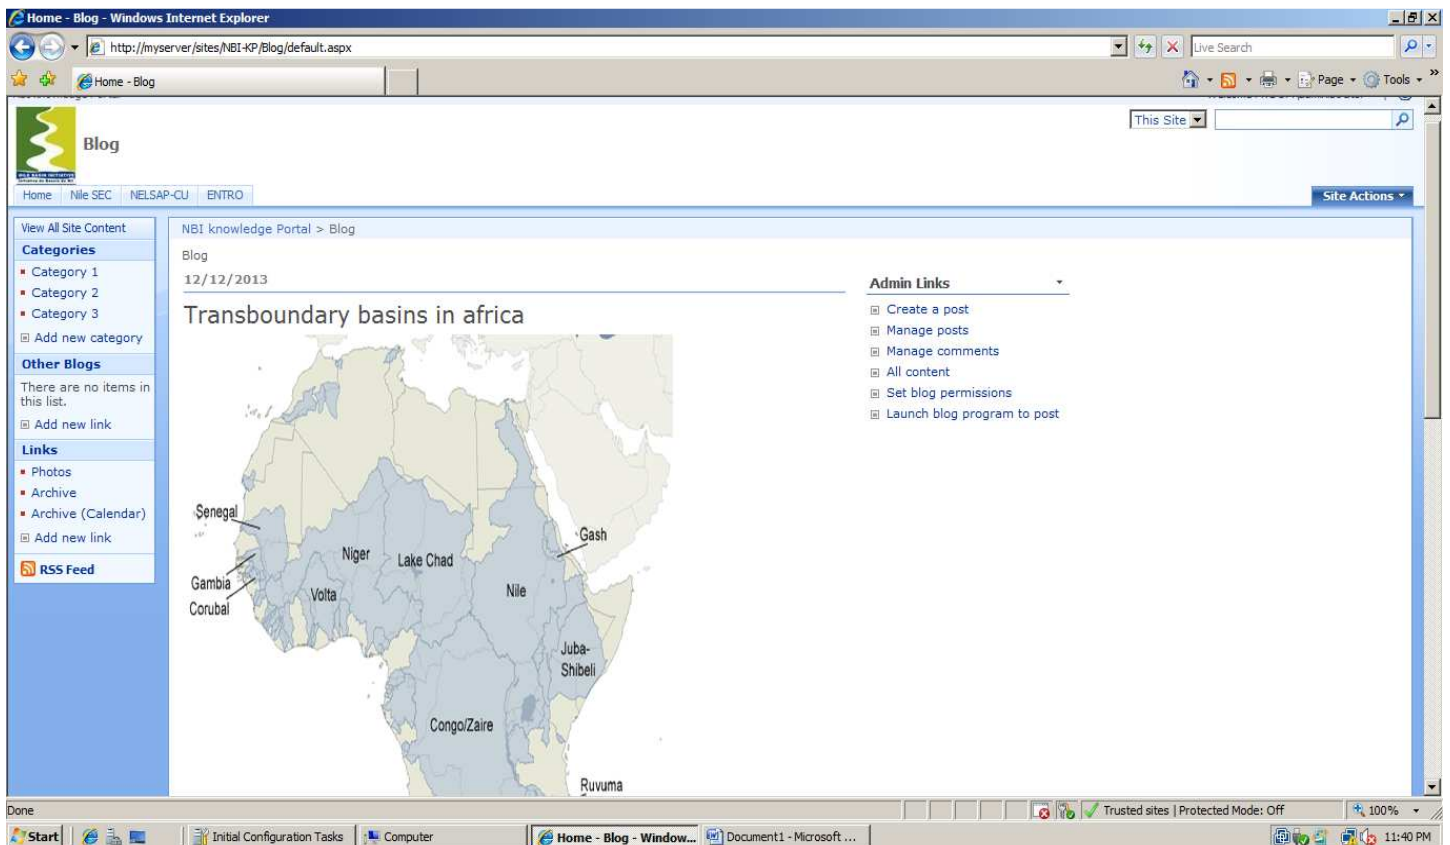 Home - Blog - Windows Internet Explorer
http://myserver/sites/NBI-KP/Blog/default.aspx
Live Search
Home - Blog
Page
Tools
This Site
Blog
NILE BASIN INITIATIVE
Home
Nile SEC
NELSAP-CU
ENTRO
Site Actions
View All Site Content
Categories
Category 1
Category 2
Category 3
Add new category
Other Blogs
There are no items in
this list.
Add new link
Links
Photos
Archive
Archive (Calendar)
Add new link
RSS Feed
NBI knowledge Portal > Blog
Blog
12/12/2013
Transboundary basins in africa
Senegal
Gambia
Corubal
Volta
Niger
Lake Chad
Nile
Gash
Juba-
Shibeli
Congo/Zaire
Ruvuma
Admin Links
Create a post
Manage posts
Manage comments
All content
Set blog permissions
Launch blog program to post
Done
Trusted sites | Protected Mode: Off
100%
Start
Initial Configuration Tasks
Computer
Home - Blog - Window...
Document1 - Microsoft ...
11:40 PM